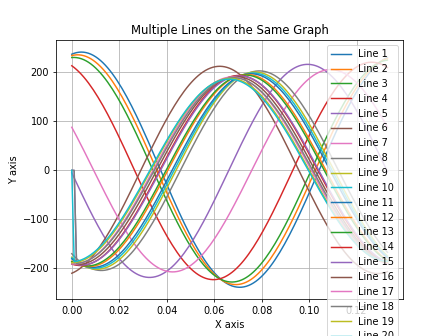 Multiple Lines on the Same Graph
Y axis
200
100
0
−100
−200
0.00 0.02 0.04 0.06 0.08 0.10
X axis
Line 1
Line 2
Line 3
Line 4
Line 5
Line 6
Line 7
Line 8
Line 9
Line 10
Line 11
Line 12
Line 13
Line 14
Line 15
Line 16
Line 17
Line 18
Line 19
Line 20